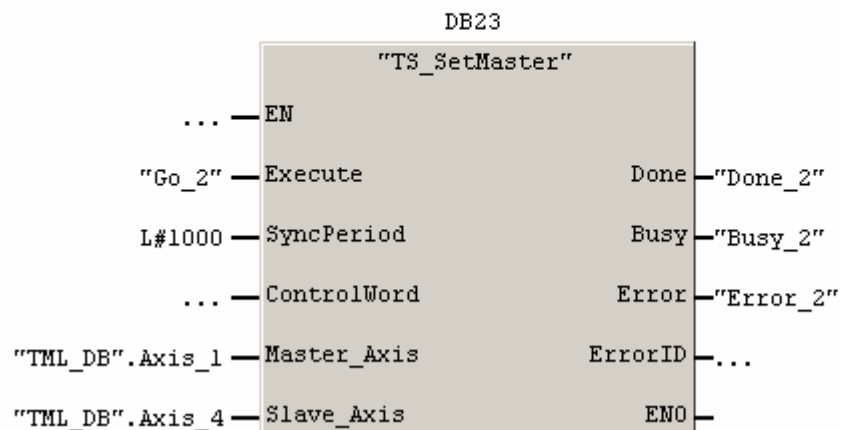 DB23
"TS_SetMaster"
... EN
"Go_2" Execute Done "Done_2"
L#1000 SyncPeriod Busy "Busy_2"
... ControlWord Error "Error_2"
"TML_DB".Axis_1 Master_Axis ErrorID ...
"TML_DB".Axis_4 Slave_Axis ENO